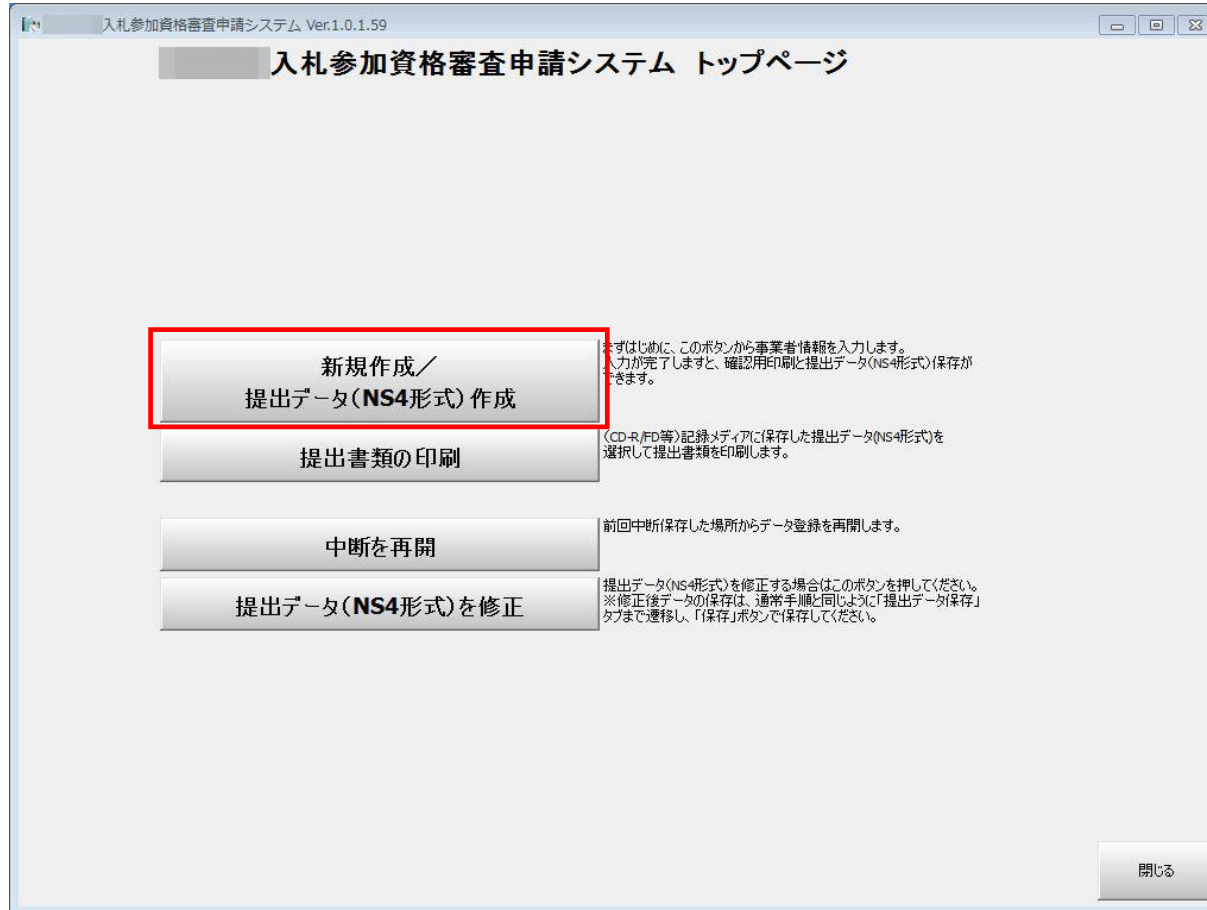 入札参加資格審査申請システム Ver.1.0.1.59
入札参加資格審査申請システム トップページ
新規作成／
提出データ(NS4形式)作成
まずはじめに、このボタンから事業者情報を入力します。
入力が完了しますと、確認用印刷と提出データ(NS4形式)保存が
できます。
提出書類の印刷
(CD-R/FD等)記録メディアに保存した提出データ(NS4形式)を
選択して提出書類を印刷します。
中断を再開
前回中断保存した場所からデータ登録を再開します。
提出データ(NS4形式)を修正
提出データ(NS4形式)を修正する場合はこのボタンを押してください。
※修正後データの保存は、通常手順と同じように「提出データ保存」
タブまで遷移し、「保存」ボタンで保存してください。
閉じる